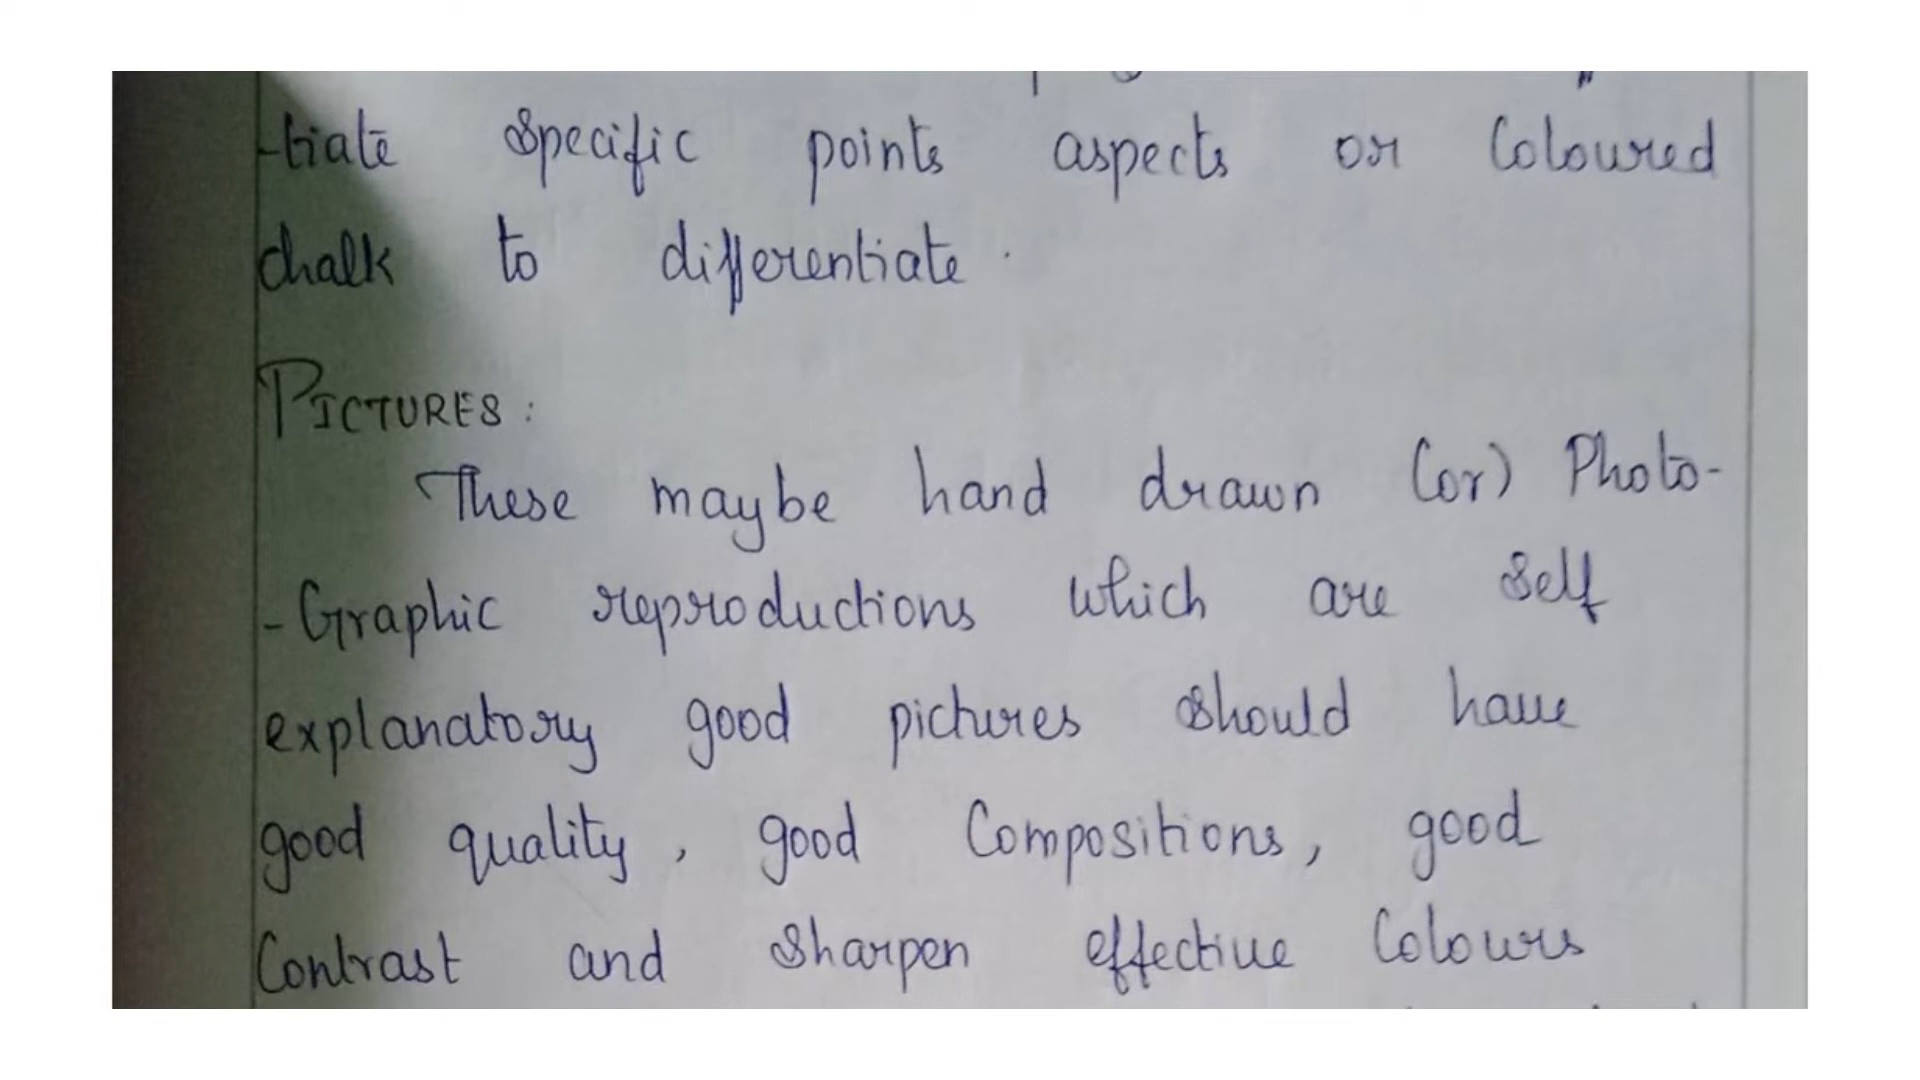 -tiate specific points aspects or Coloured
chalk to differentiate.
PICTURES:
These maybe hand drawn (or) Photo-
-Graphic reproductions which are Self
explanatory good pictures should have
good quality, good Compositions, good
Contrast and sharpen effective Colours